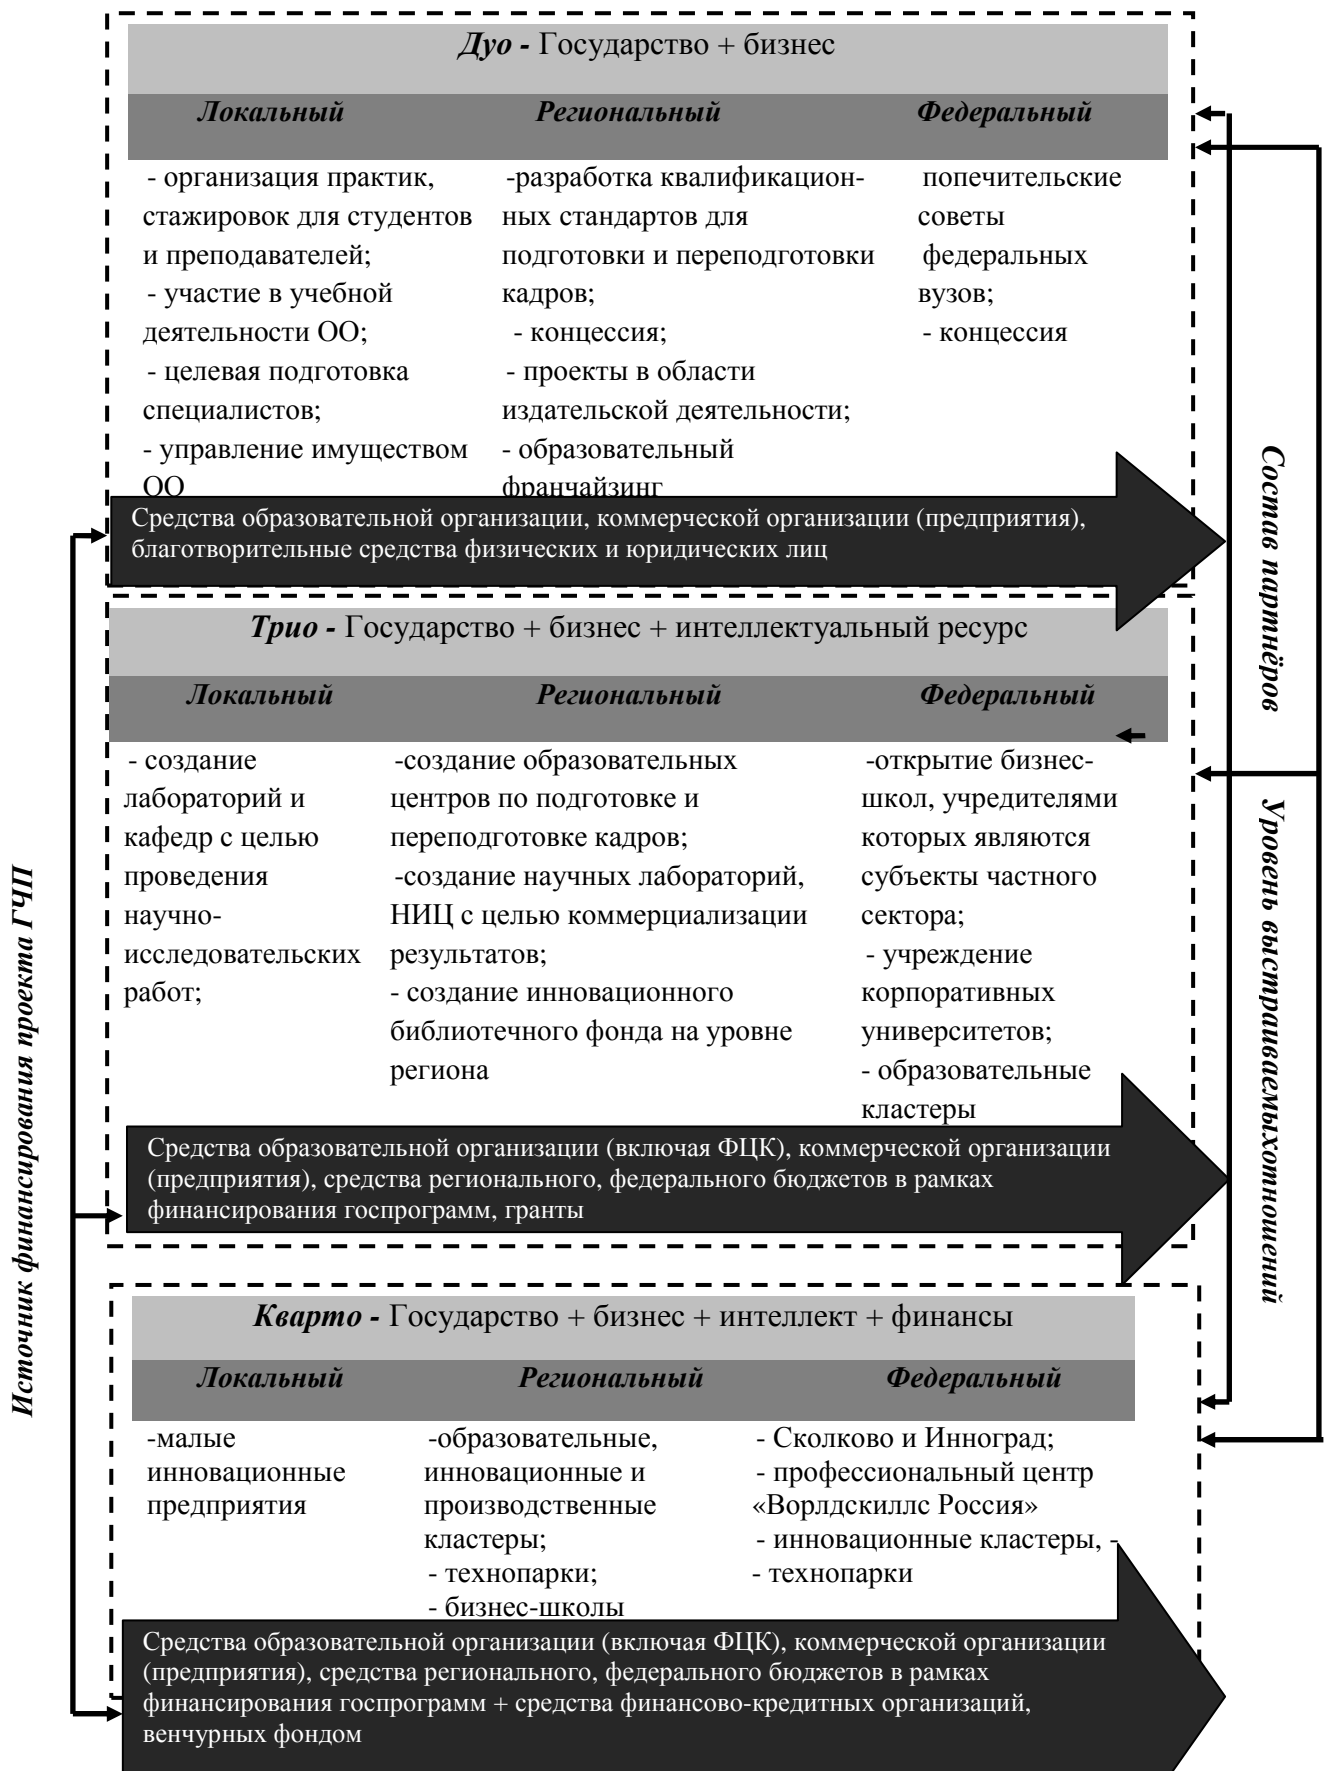 Дуо - Государство + бизнес
Локальный
Региональный
Федеральный
- организация практик,
стажировок для студентов
и преподавателей;
- участие в учебной
деятельности ОО;
- целевая подготовка
специалистов;
- управление имуществом
ОО
-разработка квалификацион-
ных стандартов для
подготовки и переподготовки
кадров;
- концессия;
- проекты в области
издательской деятельности;
- образовательный
франчайзинг
попечительские
советы
федеральных
вузов;
- концессия
Средства образовательной организации, коммерческой организации (предприятия),
благотворительные средства физических и юридических лиц
Трио - Государство + бизнес + интеллектуальный ресурс
Локальный
Региональный
Федеральный
- создание
лабораторий и
кафедр с целью
проведения
научно-
исследовательских
работ;
-создание образовательных
центров по подготовке и
переподготовке кадров;
-создание научных лабораторий,
НИЦ с целью коммерциализации
результатов;
- создание инновационного
библиотечного фонда на уровне
региона
-открытие бизнес-
школ, учредителями
которых являются
субъекты частного
сектора;
- учреждение
корпоративных
университетов;
- образовательные
кластеры
Средства образовательной организации (включая ФЦК), коммерческой организации
(предприятия), средства регионального, федерального бюджетов в рамках
финансирования госпрограмм, гранты
Кварто - Государство + бизнес + интеллект + финансы
Локальный
Региональный
Федеральный
-малые
инновационные
предприятия
-образовательные,
инновационные и
производственные
кластеры;
- технопарки;
- бизнес-школы
- Сколково и Инноград;
- профессиональный центр
«Ворлдскиллс Россия»
- инновационные кластеры, -
- технопарки
Средства образовательной организации (включая ФЦК), коммерческой организации
(предприятия), средства регионального, федерального бюджетов в рамках
финансирования госпрограмм + средства финансово-кредитных организаций,
венчурных фондом
Источник финансирования проекта ГЧП
Состав партнёров
Уровень выстраиваемыхотношений